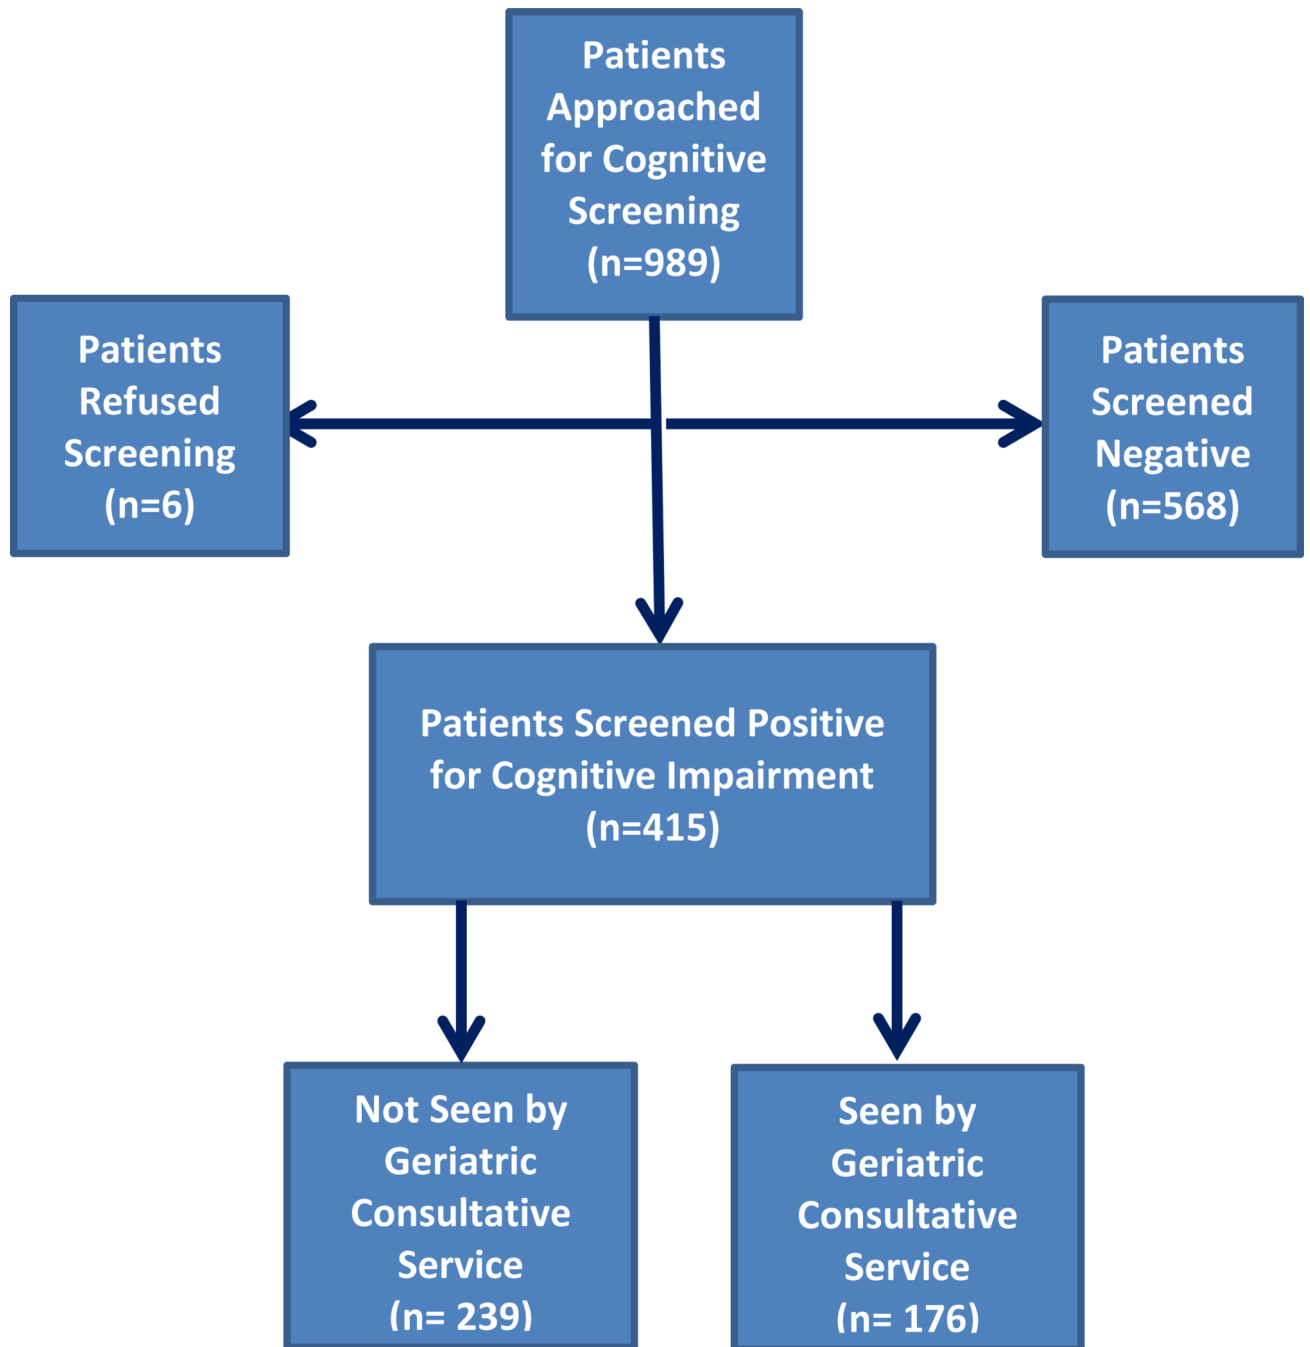 Patients
Approached
for Cognitive
Screening
(n=989)
Patients
Refused
Screening
(n=6)
Patients
Screened
Negative
(n=568)
Patients Screened Positive
for Cognitive Impairment
(n=415)
Not Seen by
Geriatric
Consultative
Service
(n= 239)
Seen by
Geriatric
Consultative
Service
(n= 176)